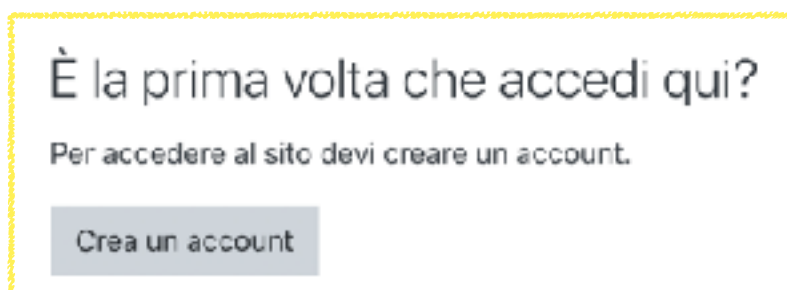 È la prima volta che accedi qui?
Per accedere al sito devi creare un account.
Crea un account